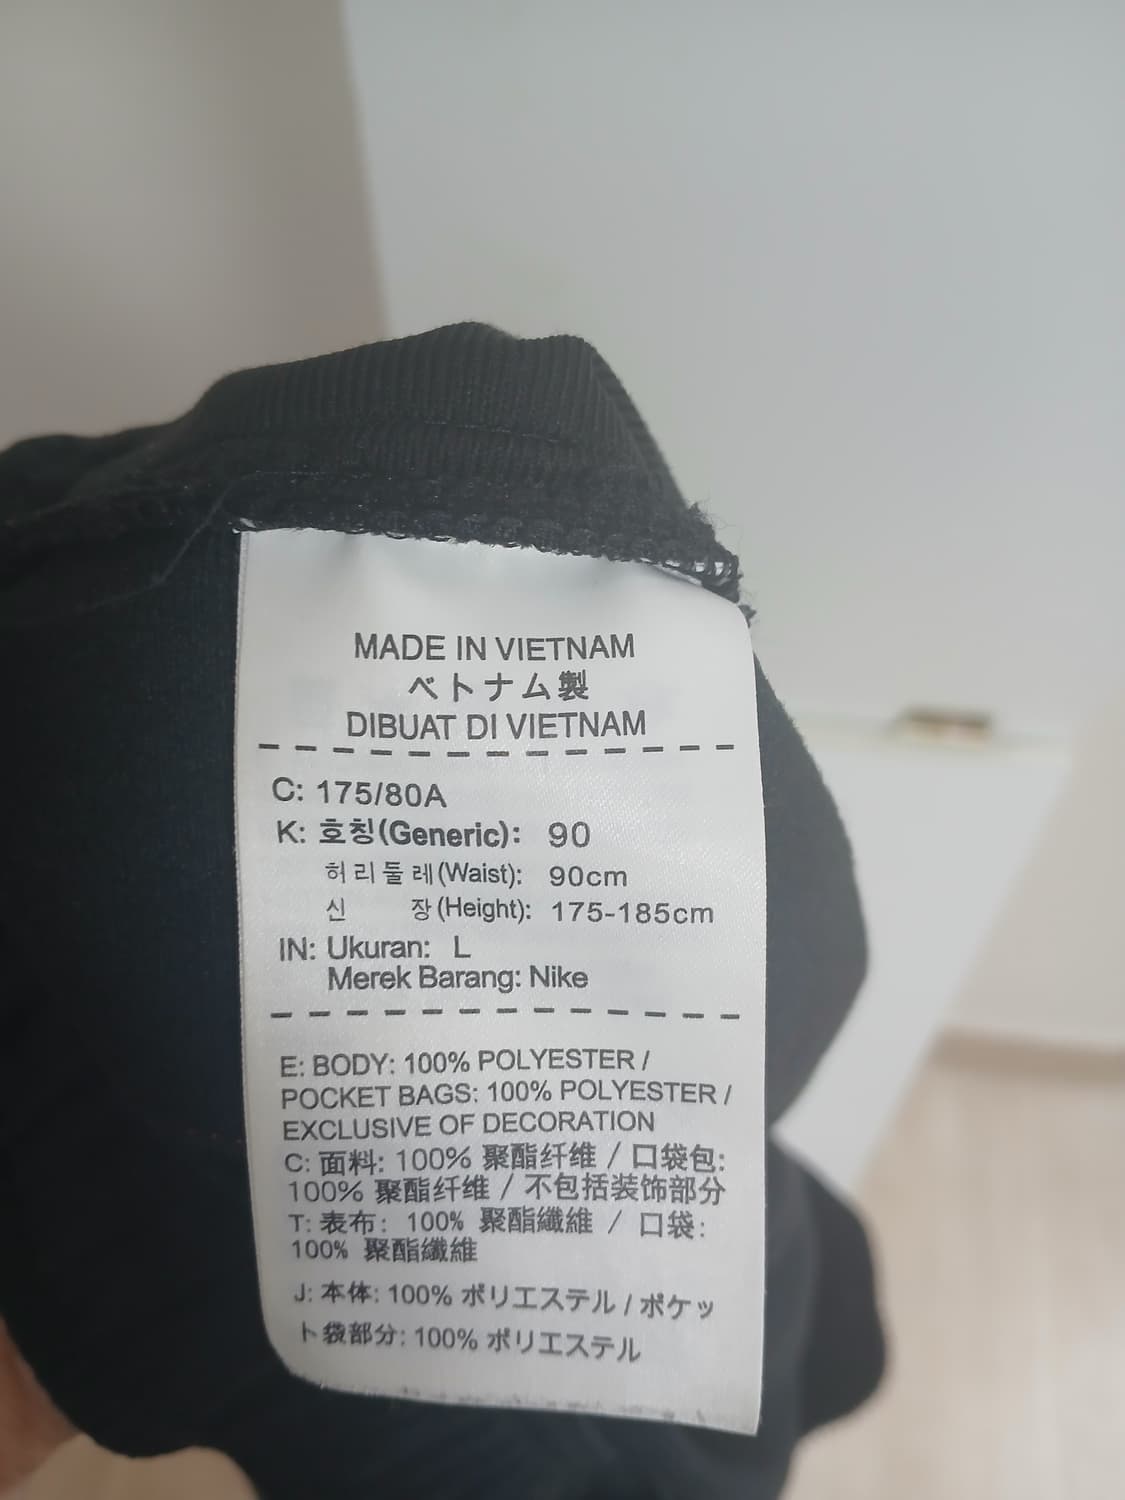 MADE IN VIETNAM
ベトナム製
DIBUAT DI VIETNAM
C: 175/80A
K: 호칭(Generic): 90
허리둘레(Waist): 90cm
신 장(Height): 175-185cm
IN: Ukuran: L
Merek Barang: Nike
E: BODY: 100% POLYESTER /
POCKET BAGS: 100% POLYESTER /
EXCLUSIVE OF DECORATION
C: 面料: 100% 聚酯纤维 / 口袋包:
100% 聚酯纤维 / 不包括装饰部分
T: 表布: 100% 聚酯纖維 / 口袋:
100% 聚酯纖維
J: 本体: 100% ポリエステル / ポケッ
ト袋部分: 100% ポリエステル